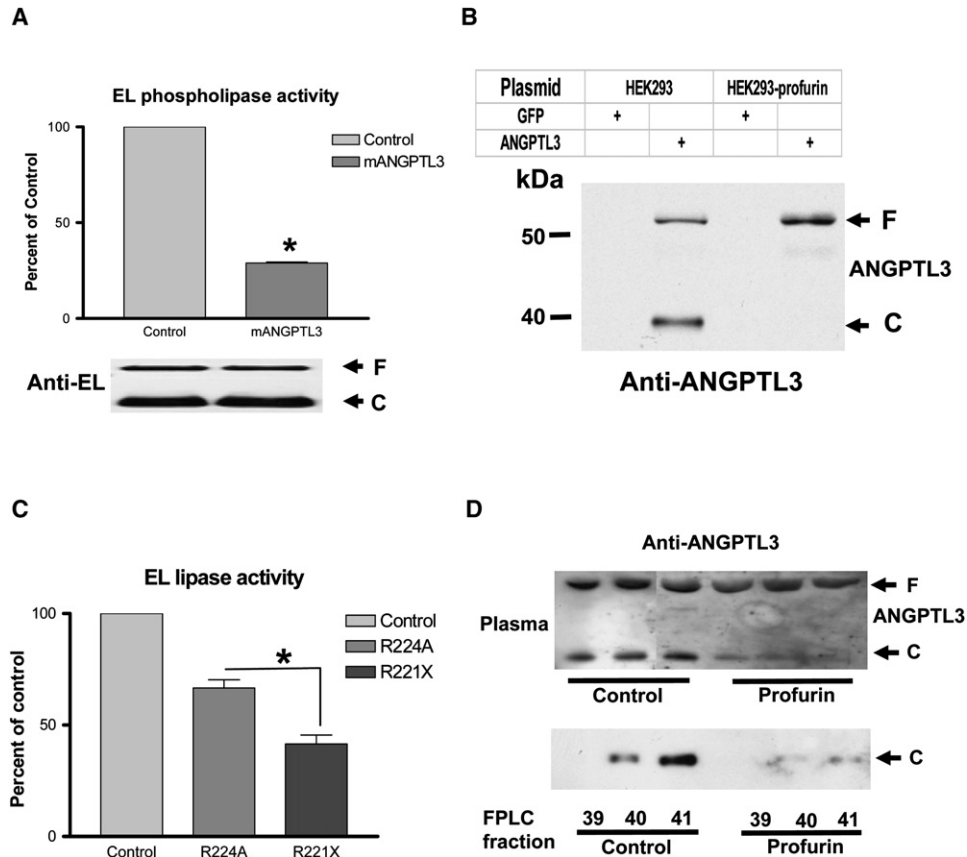 A
EL phospholipase activity
Percent of Control
100
50
0
Control
mANGPTL3
*
Control
mANGPTL3
Anti-EL
F
C
B
Plasmid HEK293 HEK293-profurin
GFP + +
ANGPTL3 + +
kDa
50
40
F
ANGPTL3
C
Anti-ANGPTL3
C
EL lipase activity
Percent of control
100
50
0
Control
R224A
R221X
*
Control
R224A
R221X
D
Anti-ANGPTL3
Plasma
F
ANGPTL3
C
Control Profurin
C
FPLC fraction
39 40 41 39 40 41
Control Profurin